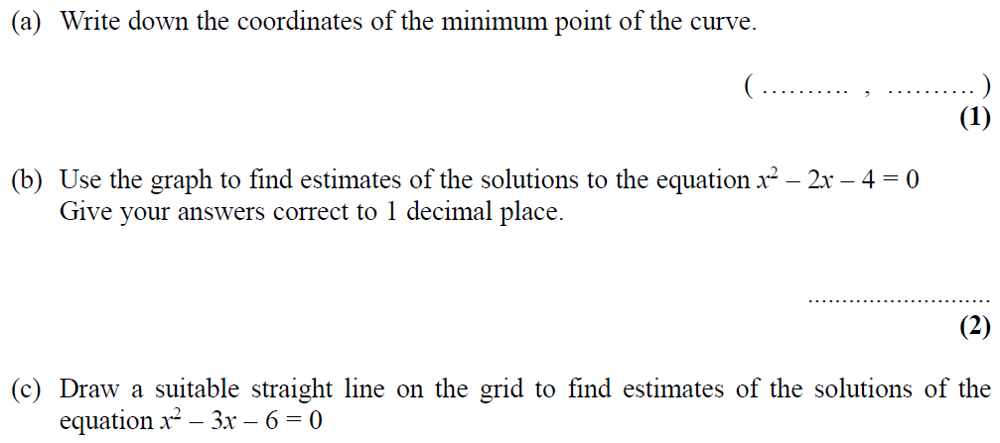 (a) Write down the coordinates of the minimum point of the curve.
( .......... , .......... )
(1)
(b) Use the graph to find estimates of the solutions to the equation x² – 2x – 4 = 0
Give your answers correct to 1 decimal place.
...........................
(2)
(c) Draw a suitable straight line on the grid to find estimates of the solutions of the
equation x² – 3x – 6 = 0